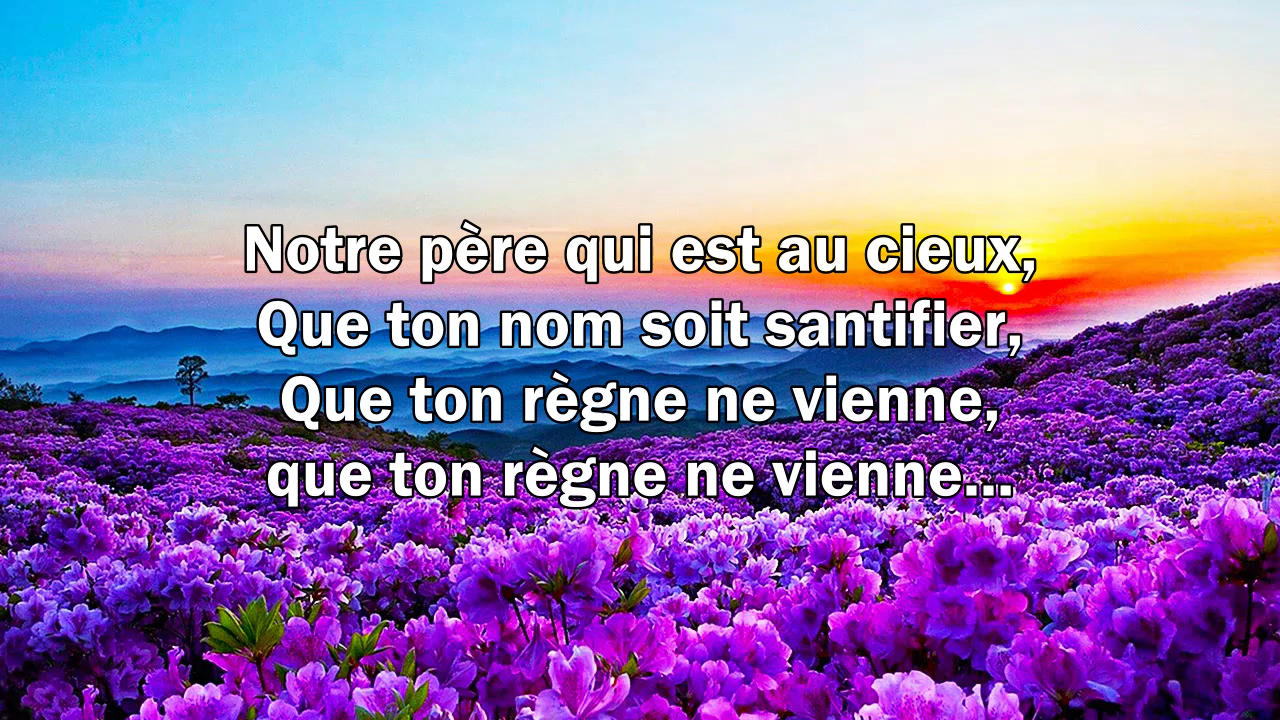 Notre père qui est au cieux,
Que ton nom soit santifier,
Que ton règne ne vienne,
que ton règne ne vienne...